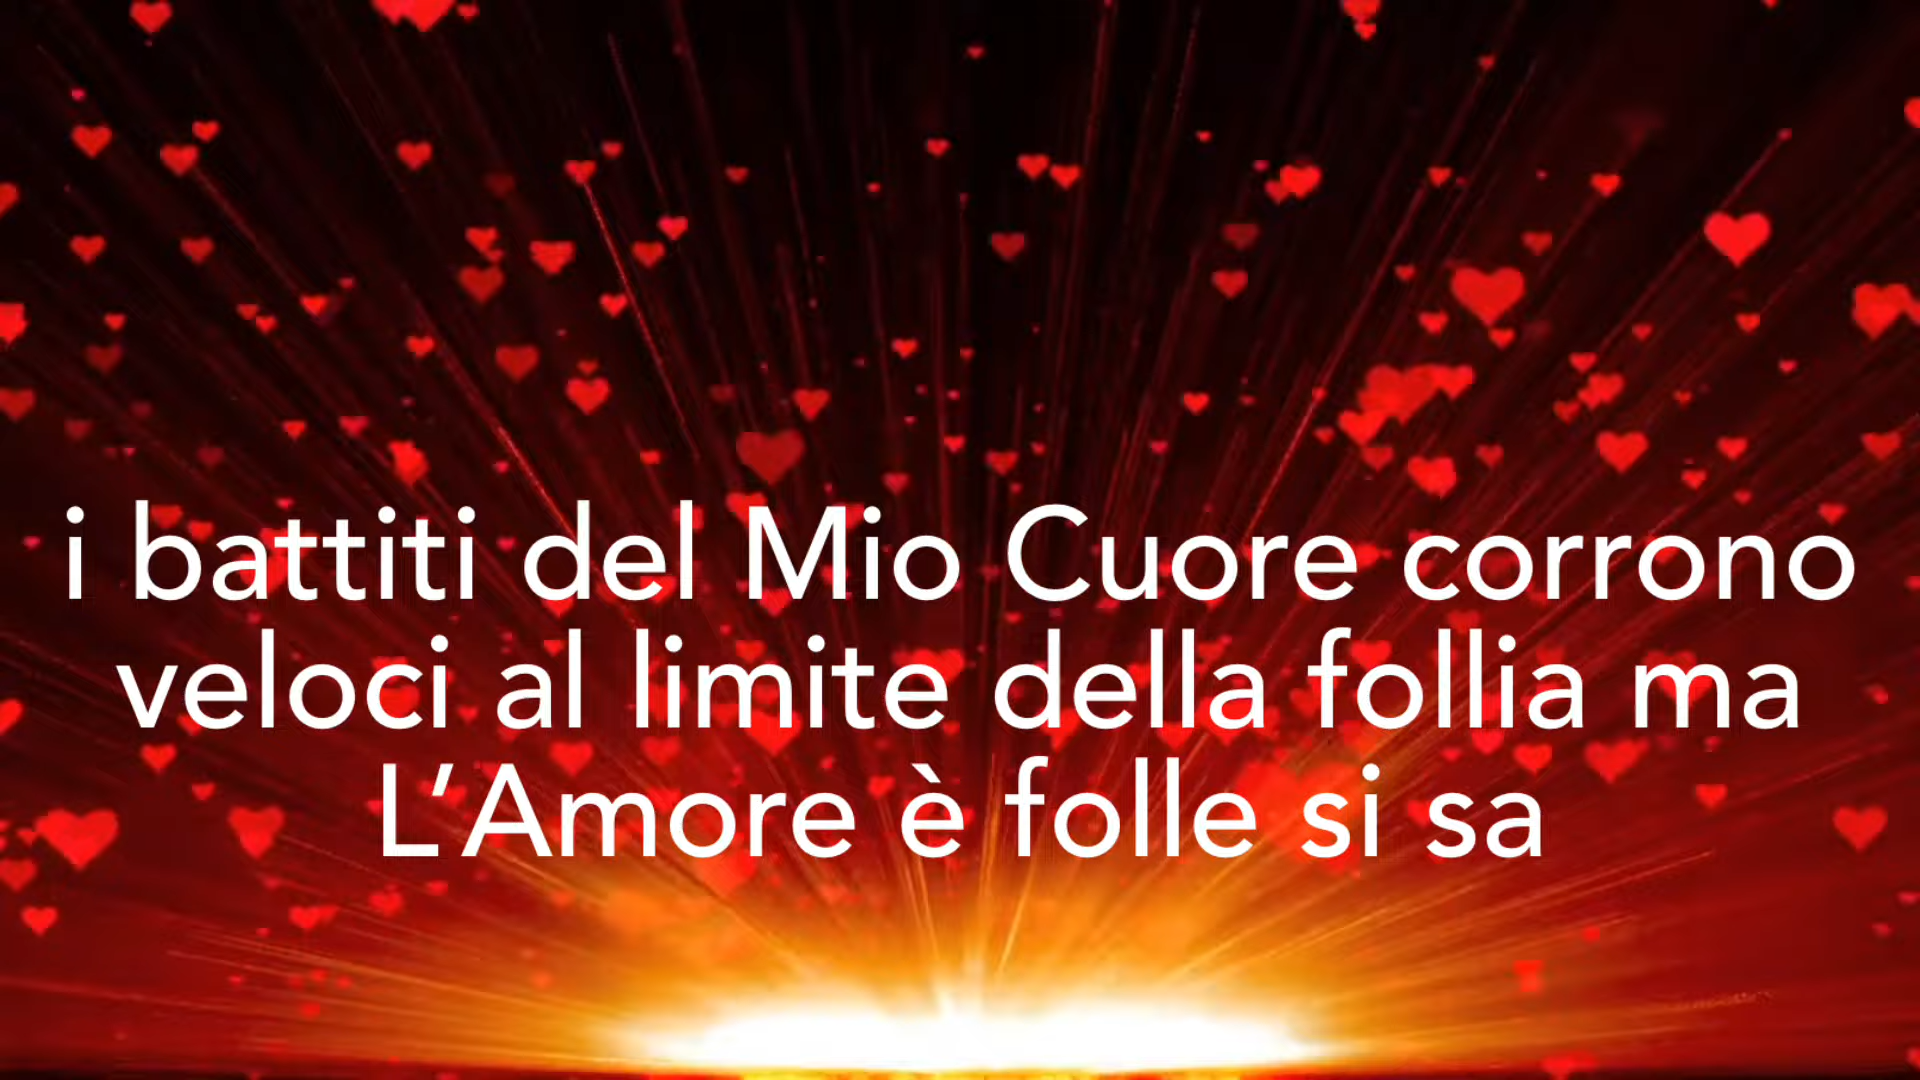 i battiti del Mio Cuore corrono
veloci al limite della follia ma
L’Amore è folle si sa